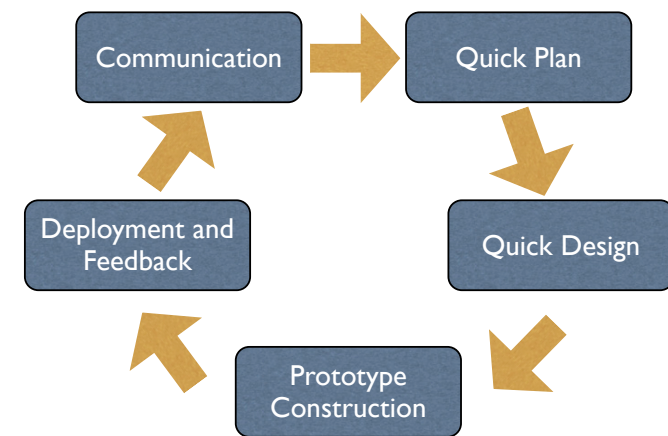 Communication
Quick Plan
Quick Design
Prototype
Construction
Deployment and
Feedback